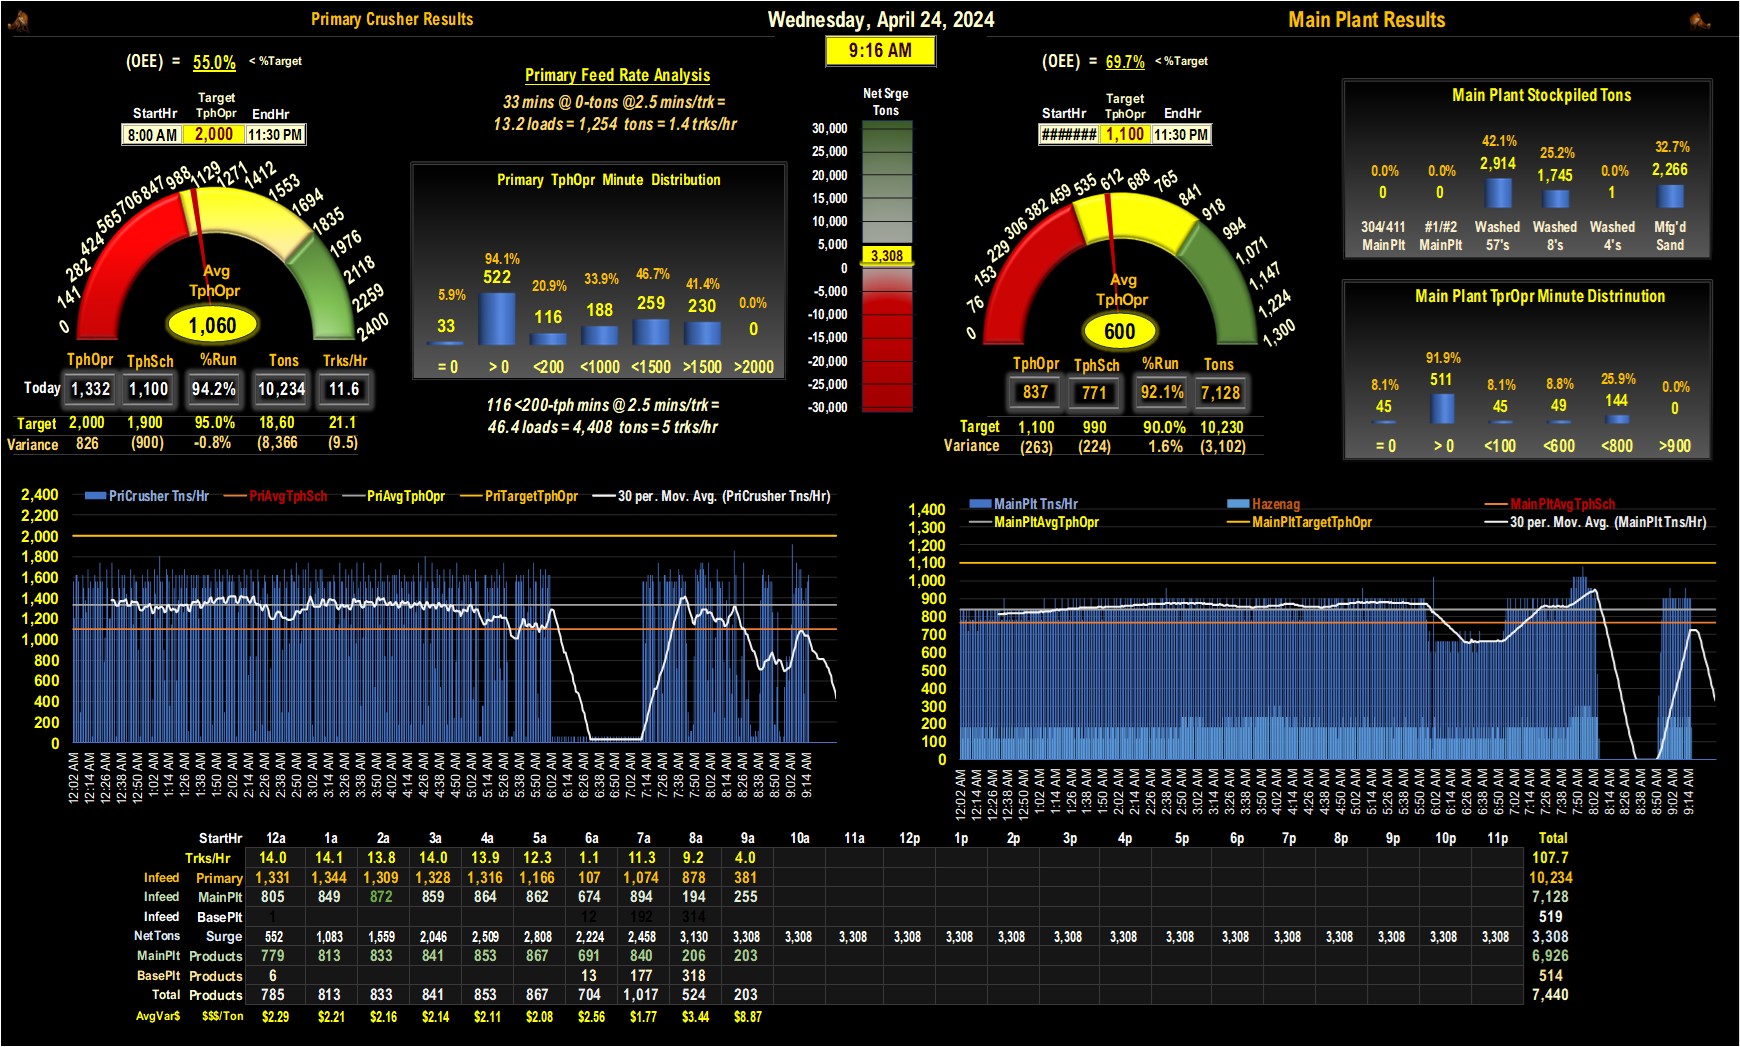 Primary Crusher Results
Wednesday, April 24, 2024
Main Plant Results
9:16 AM
(OEE) = 55.0% < %Target
StartHr Target TphOpr EndHr
8:00 AM 2,000 11:30 PM
0 141 282 424 565 706 847 988 1129 1271 1412 1553 1694 1835 1976 2118 2259 2400
Avg
TphOpr
1,060
TphOpr TphSch %Run Tons Trks/Hr
Today 1,332 1,100 94.2% 10,234 11.6
Target 2,000 1,900 95.0% 18,60 21.1
Variance 826 (900) -0.8% (8,366 (9.5)
Primary Feed Rate Analysis
33 mins @ 0-tons @2.5 mins/trk =
13.2 loads = 1,254 tons = 1.4 trks/hr
Primary TphOpr Minute Distribution
5.9% 94.1% 20.9% 33.9% 46.7% 41.4% 0.0%
33 522 116 188 259 230 0
= 0 > 0 <200 <1000 <1500 >1500 >2000
116 <200-tph mins @ 2.5 mins/trk =
46.4 loads = 4,408 tons = 5 trks/hr
Net Srge
Tons
30,000
25,000
20,000
15,000
10,000
5,000
3,308
0
-5,000
-10,000
-15,000
-20,000
-25,000
-30,000
(OEE) = 69.7% < %Target
StartHr Target TphOpr EndHr
####### 1,100 11:30 PM
0 76 153 229 306 382 459 535 612 688 765 841 918 994 1,071 1,147 1,224 1,300
Avg
TphOpr
600
TphOpr TphSch %Run Tons
837 771 92.1% 7,128
Target 1,100 990 90.0% 10,230
Variance (263) (224) 1.6% (3,102)
Main Plant Stockpiled Tons
0.0% 0.0% 42.1% 25.2% 0.0% 32.7%
0 0 2,914 1,745 1 2,266
304/411 #1/#2 Washed Washed Washed Mfg'd
MainPlt MainPlt 57's 8's 4's Sand
Main Plant TprOpr Minute Distrinution
8.1% 91.9% 8.1% 8.8% 25.9% 0.0%
45 511 45 49 144 0
= 0 > 0 <100 <600 <800 >900
PriCrusher Tns/Hr PriAvgTphSch PriAvgTphOpr PriTargetTphOpr 30 per. Mov. Avg. (PriCrusher Tns/Hr)
2,400
2,200
2,000
1,800
1,600
1,400
1,200
1,000
800
600
400
200
0
12:02 AM 12:14 AM 12:26 AM 12:38 AM 12:50 AM 1:02 AM 1:14 AM 1:26 AM 1:38 AM 1:50 AM 2:02 AM 2:14 AM 2:26 AM 2:38 AM 2:50 AM 3:02 AM 3:14 AM 3:26 AM 3:38 AM 3:50 AM 4:02 AM 4:14 AM 4:26 AM 4:38 AM 4:50 AM 5:02 AM 5:14 AM 5:26 AM 5:38 AM 5:50 AM 6:02 AM 6:14 AM 6:26 AM 6:38 AM 6:50 AM 7:02 AM 7:14 AM 7:26 AM 7:38 AM 7:50 AM 8:02 AM 8:14 AM 8:26 AM 8:38 AM 8:50 AM 9:02 AM 9:14 AM
MainPlt Tns/Hr Hazenag MainPltAvgTphSch
MainPltAvgTphOpr MainPltTargetTphOpr 30 per. Mov. Avg. (MainPlt Tns/Hr)
1,400
1,300
1,200
1,100
1,000
900
800
700
600
500
400
300
200
100
0
12:02 AM 12:14 AM 12:26 AM 12:38 AM 12:50 AM 1:02 AM 1:14 AM 1:26 AM 1:38 AM 1:50 AM 2:02 AM 2:14 AM 2:26 AM 2:38 AM 2:50 AM 3:02 AM 3:14 AM 3:26 AM 3:38 AM 3:50 AM 4:02 AM 4:14 AM 4:26 AM 4:38 AM 4:50 AM 5:02 AM 5:14 AM 5:26 AM 5:38 AM 5:50 AM 6:02 AM 6:14 AM 6:26 AM 6:38 AM 6:50 AM 7:02 AM 7:14 AM 7:26 AM 7:38 AM 7:50 AM 8:02 AM 8:14 AM 8:26 AM 8:38 AM 8:50 AM 9:02 AM 9:14 AM
StartHr 12a 1a 2a 3a 4a 5a 6a 7a 8a 9a 10a 11a 12p 1p 2p 3p 4p 5p 6p 7p 8p 9p 10p 11p Total
Trks/Hr 14.0 14.1 13.8 14.0 13.9 12.3 1.1 11.3 9.2 4.0 107.7
Infeed Primary 1,331 1,344 1,309 1,328 1,316 1,166 107 1,074 878 381 10,234
Infeed MainPlt 805 849 872 859 864 862 674 894 194 255 7,128
Infeed BasePlt 1 12 192 314 519
NetTons Surge 552 1,083 1,559 2,046 2,509 2,808 2,224 2,458 3,130 3,308 3,308 3,308 3,308 3,308 3,308 3,308 3,308 3,308 3,308 3,308 3,308 3,308 3,308 3,308 3,308
MainPlt Products 779 813 833 841 853 867 691 840 206 203 6,926
BasePlt Products 6 13 177 318 514
Total Products 785 813 833 841 853 867 704 1,017 524 203 7,440
AvgVar$ $$$/Ton $2.29 $2.21 $2.16 $2.14 $2.11 $2.08 $2.56 $1.77 $3.44 $8.87